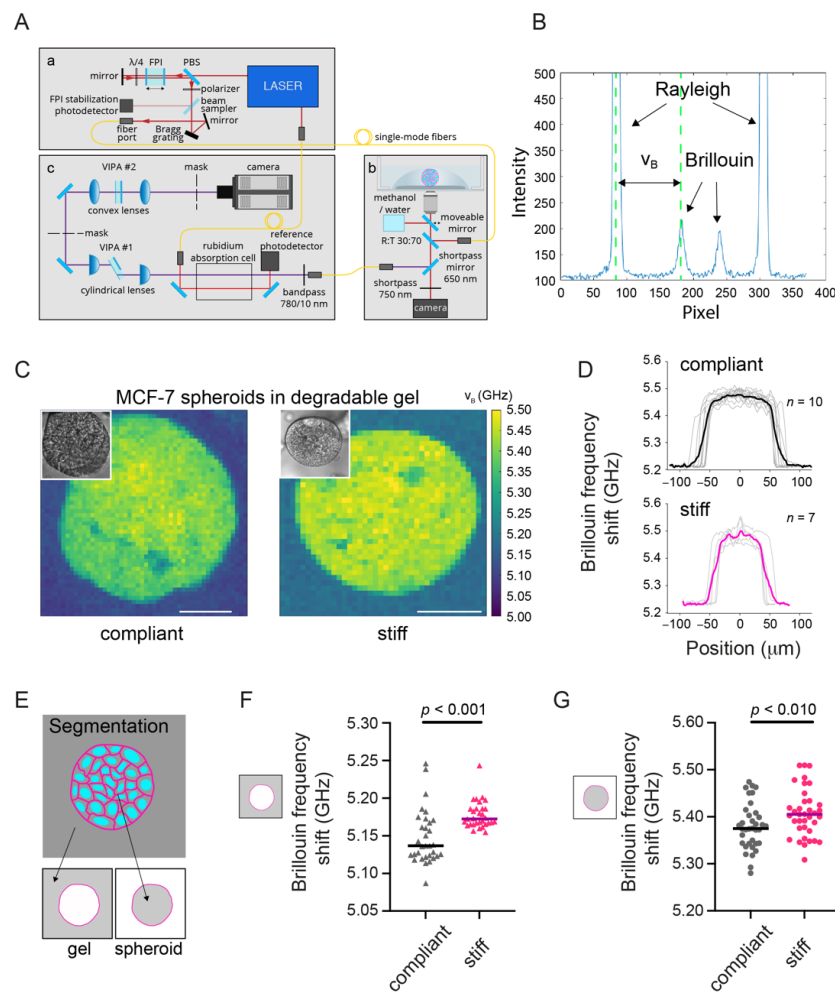 A
a
mirror
λ/4
FPI
PBS
LASER
polarizer
FPI stabilization
photodetector
beam
sampler
mirror
fiber
port
Bragg
grating
single-mode fibers
c
VIPA #2
mask
camera
convex lenses
mask
VIPA #1
cylindrical lenses
rubidium
absorption cell
reference
photodetector
bandpass
780/10 nm
b
methanol
/ water
moveable
mirror
R:T 30:70
shortpass
mirror
650 nm
shortpass
750 nm
camera
B
Intensity
500
450
400
350
300
250
200
150
100
Rayleigh
νB
Brillouin
0
50
100
150
200
250
300
350
400
Pixel
C
MCF-7 spheroids in degradable gel
νB (GHz)
5.50
5.45
5.40
5.35
5.30
5.25
5.20
5.15
5.10
5.05
5.00
compliant
stiff
D
Brillouin frequency
shift (GHz)
compliant
n = 10
5.6
5.5
5.4
5.3
5.2
stiff
n = 7
5.6
5.5
5.4
5.3
5.2
-100
-50
0
50
100
Position (μm)
E
Segmentation
gel
spheroid
F
p < 0.001
Brillouin frequency
shift (GHz)
5.30
5.25
5.20
5.15
5.10
5.05
compliant
stiff
G
p < 0.010
Brillouin frequency
shift (GHz)
5.60
5.50
5.40
5.30
5.20
compliant
stiff